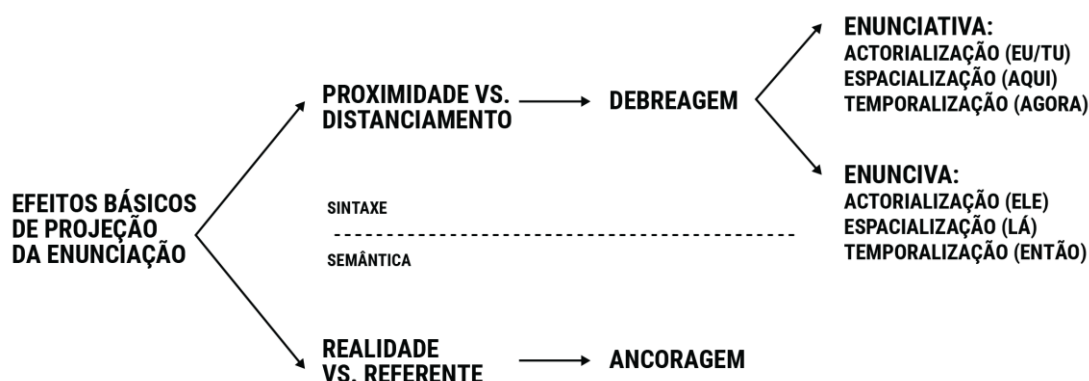 EFEITOS BÁSICOS
DE PROJEÇÃO
DA ENUNCIAÇÃO
PROXIMIDADE VS.
DISTANCIAMENTO
DEBREAGEM
ENUNCIATIVA:
ACTORIALIZAÇÃO (EU/TU)
ESPACIALIZAÇÃO (AQUI)
TEMPORALIZAÇÃO (AGORA)
ENUNCIVA:
ACTORIALIZAÇÃO (ELE)
ESPACIALIZAÇÃO (LÁ)
TEMPORALIZAÇÃO (ENTÃO)
SINTAXE
SEMÂNTICA
REALIDADE
VS. REFERENTE
ANCORAGEM